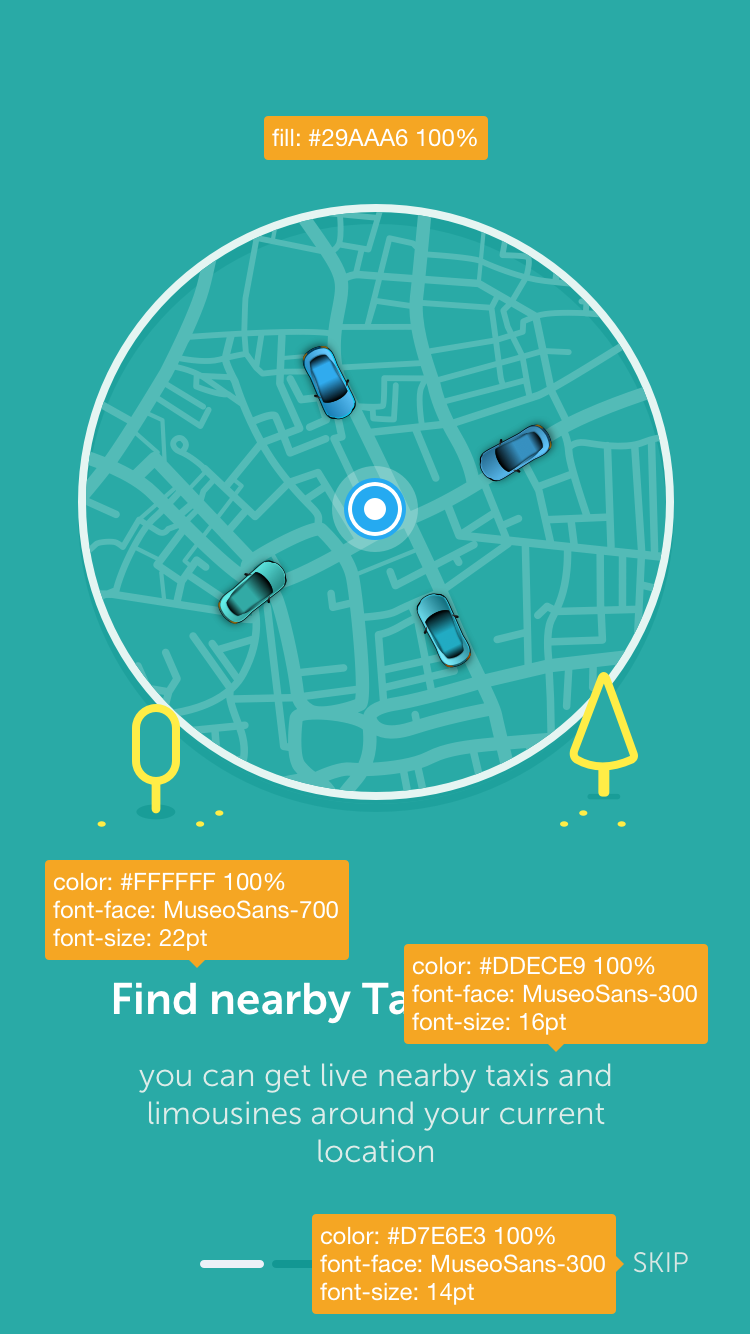 fill: #29AAA6 100%
color: #FFFFFF 100%
font-face: MuseoSans-700
font-size: 22pt
color: #DDECE9 100%
font-face: MuseoSans-300
font-size: 16pt
Find nearby Ta
you can get live nearby taxis and
limousines around your current
location
color: #D7E6E3 100%
font-face: MuseoSans-300
font-size: 14pt
SKIP